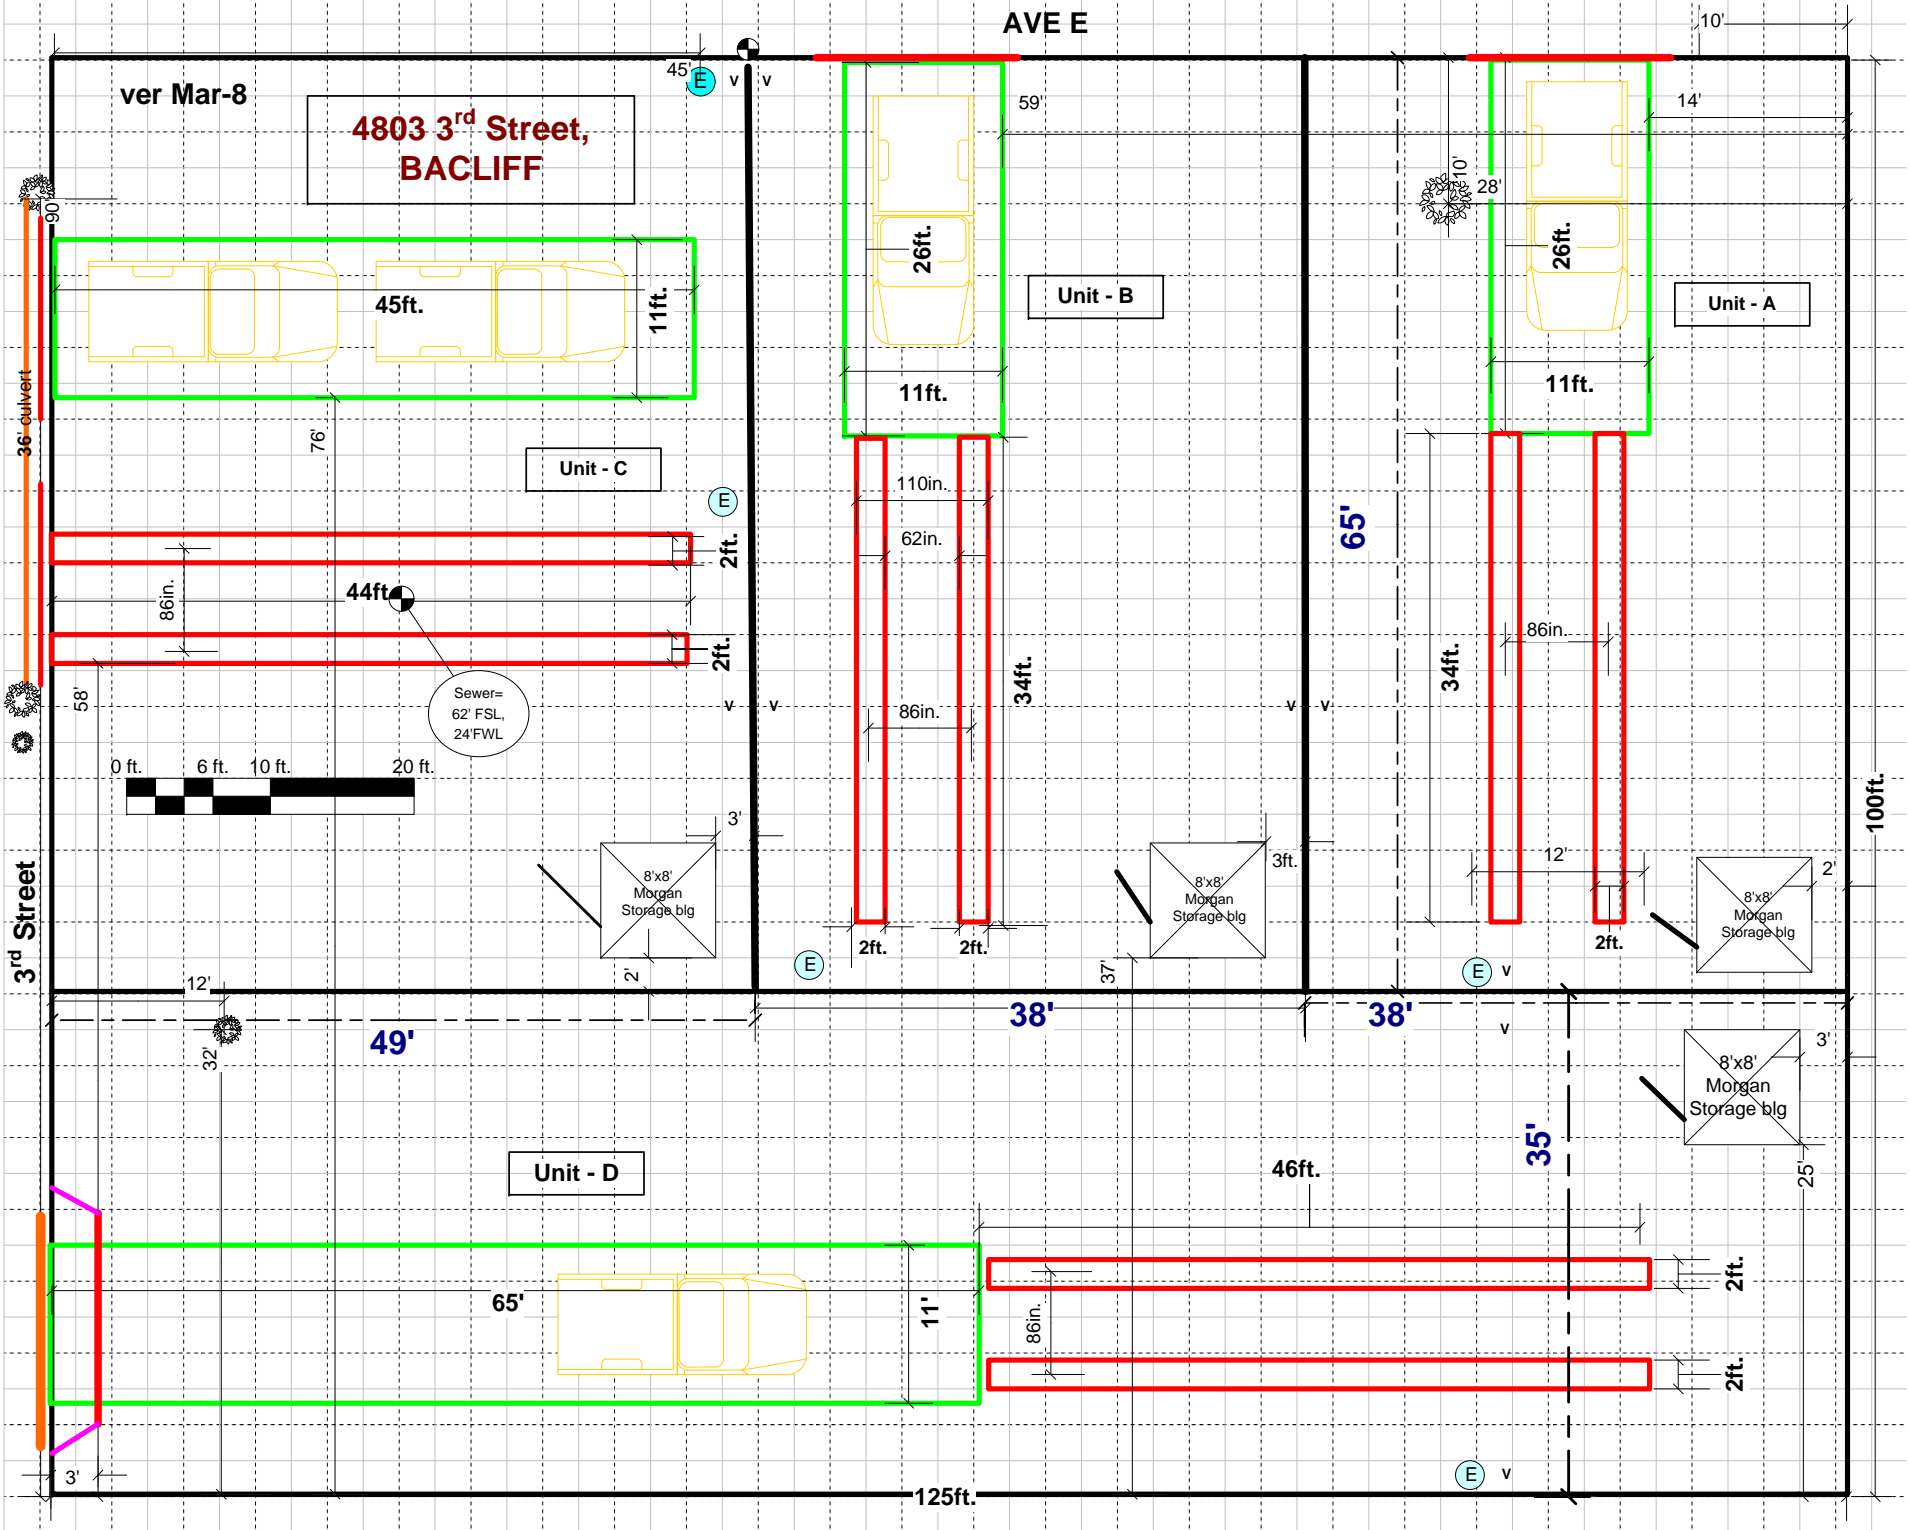 AVE E
10'
45'
E
v
v
ver Mar-8
4803 3rd Street,
BACLIFF
59'
14'
10'
28'
90'
26ft.
26ft.
Unit - B
Unit - A
45ft.
11ft.
11ft.
11ft.
36' culvert
76'
Unit - C
E
110in.
62in.
65'
2ft.
44ft.
86in.
2ft.
86in.
34ft.
34ft.
58'
Sewer=
62' FSL,
24'FWL
v
v
86in.
v
v
0 ft.
6 ft.
10 ft.
20 ft.
100ft.
3'
3ft.
12'
2'
8'x8'
Morgan
Storage blg
8'x8'
Morgan
Storage blg
8'x8'
Morgan
Storage blg
3rd Street
2ft.
2ft.
2ft.
E
2'
37'
E
v
12'
49'
38'
38'
v
32'
3'
8'x8'
Morgan
Storage blg
35'
25'
Unit - D
46ft.
65'
11'
86in.
2ft.
2ft.
3'
E
v
125ft.